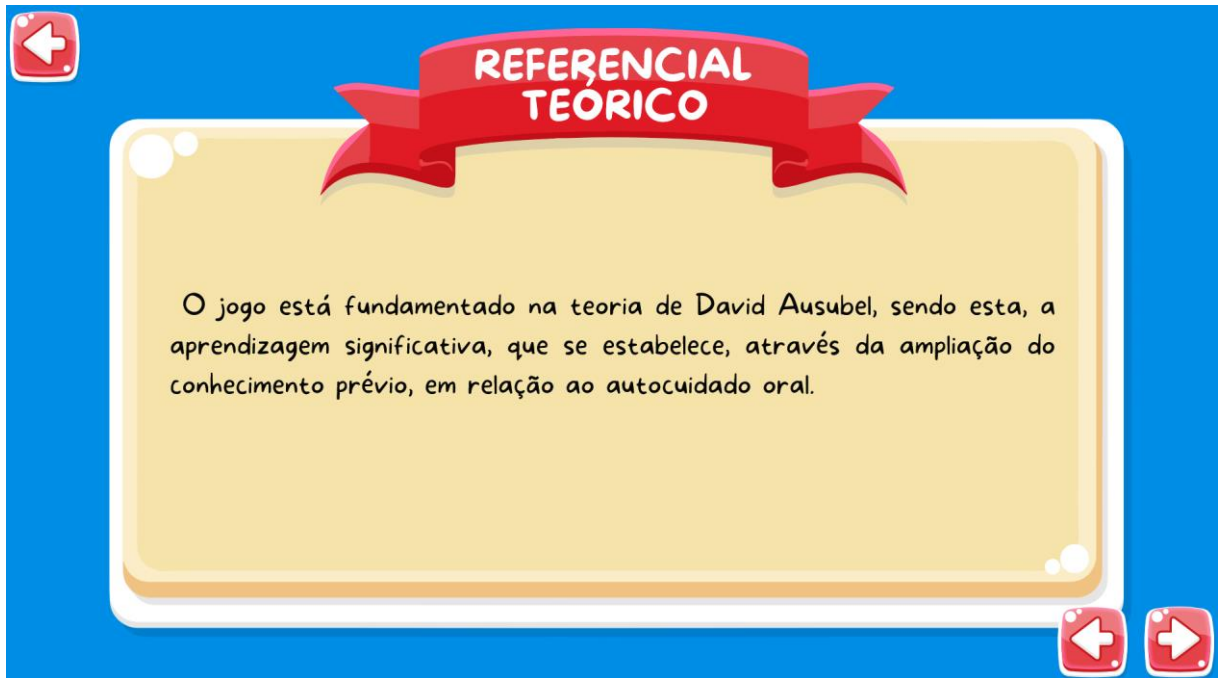 REFERENCIAL
TEÓRICO
O jogo está fundamentado na teoria de David Ausubel, sendo esta, a
aprendizagem significativa, que se estabelece, através da ampliação do
conhecimento prévio, em relação ao autocuidado oral.